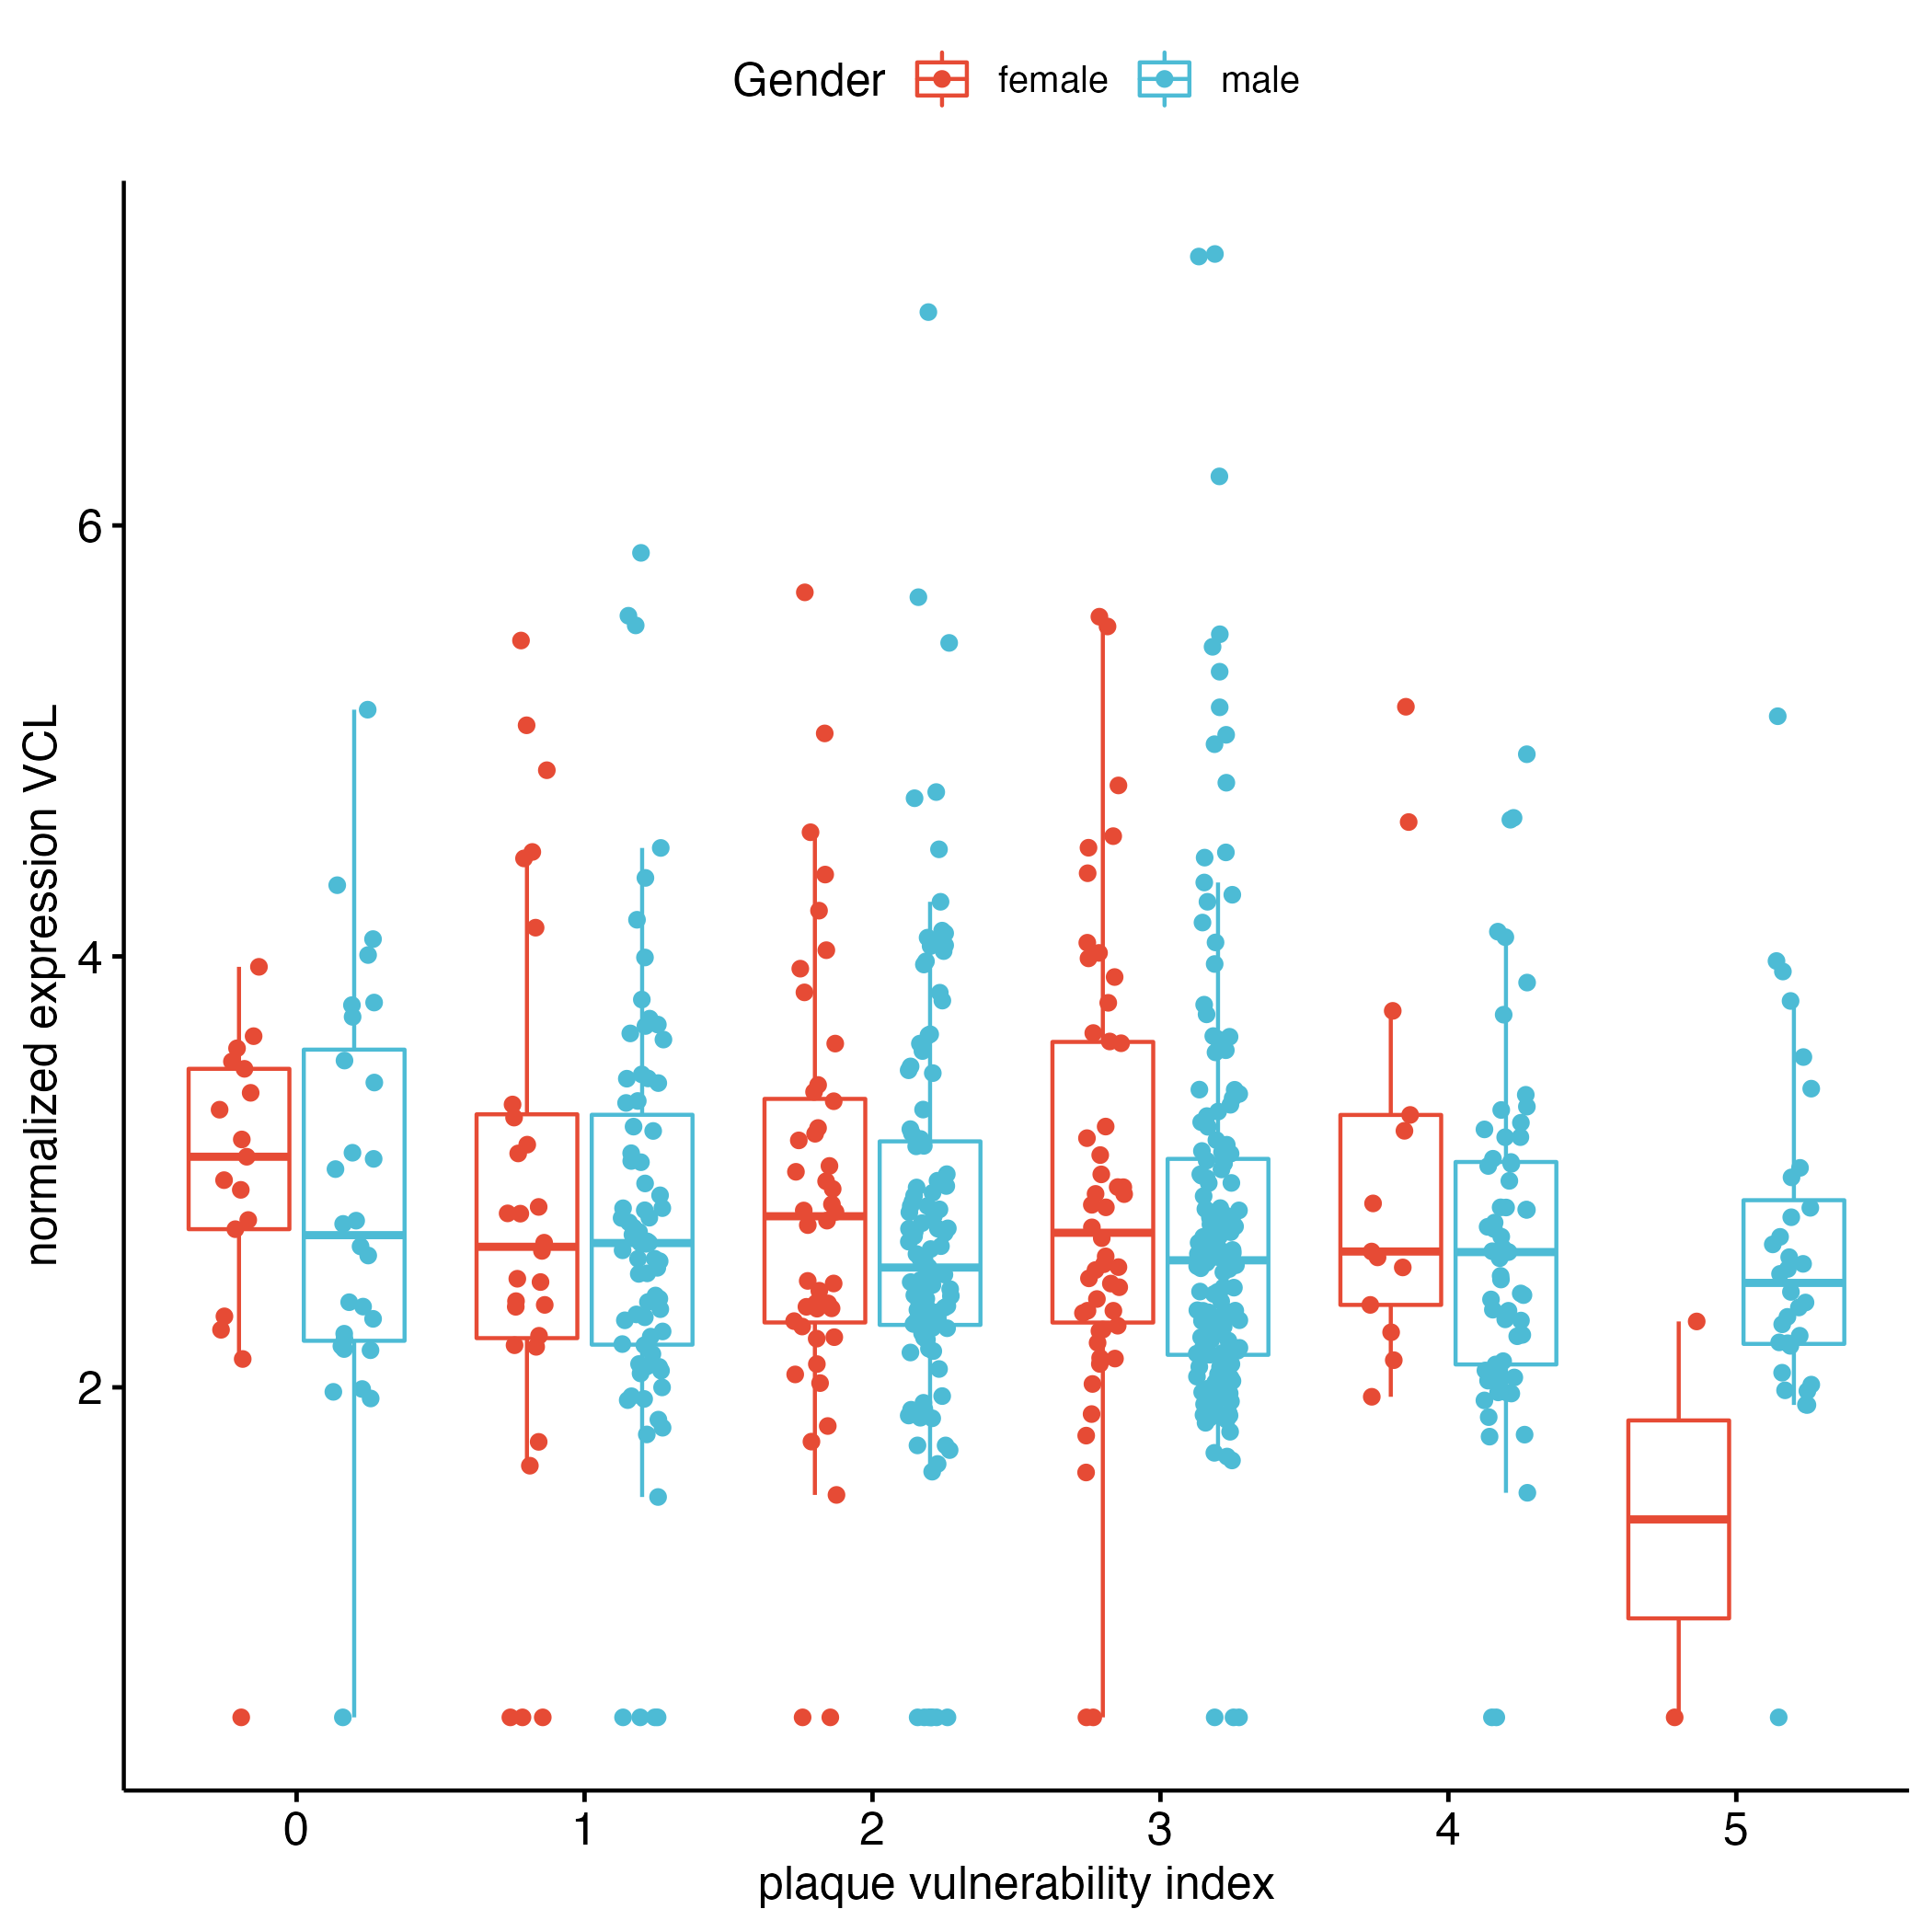 Gender female male
normalized expression VCL
6
4
2
0 1 2 3 4 5
plaque vulnerability index